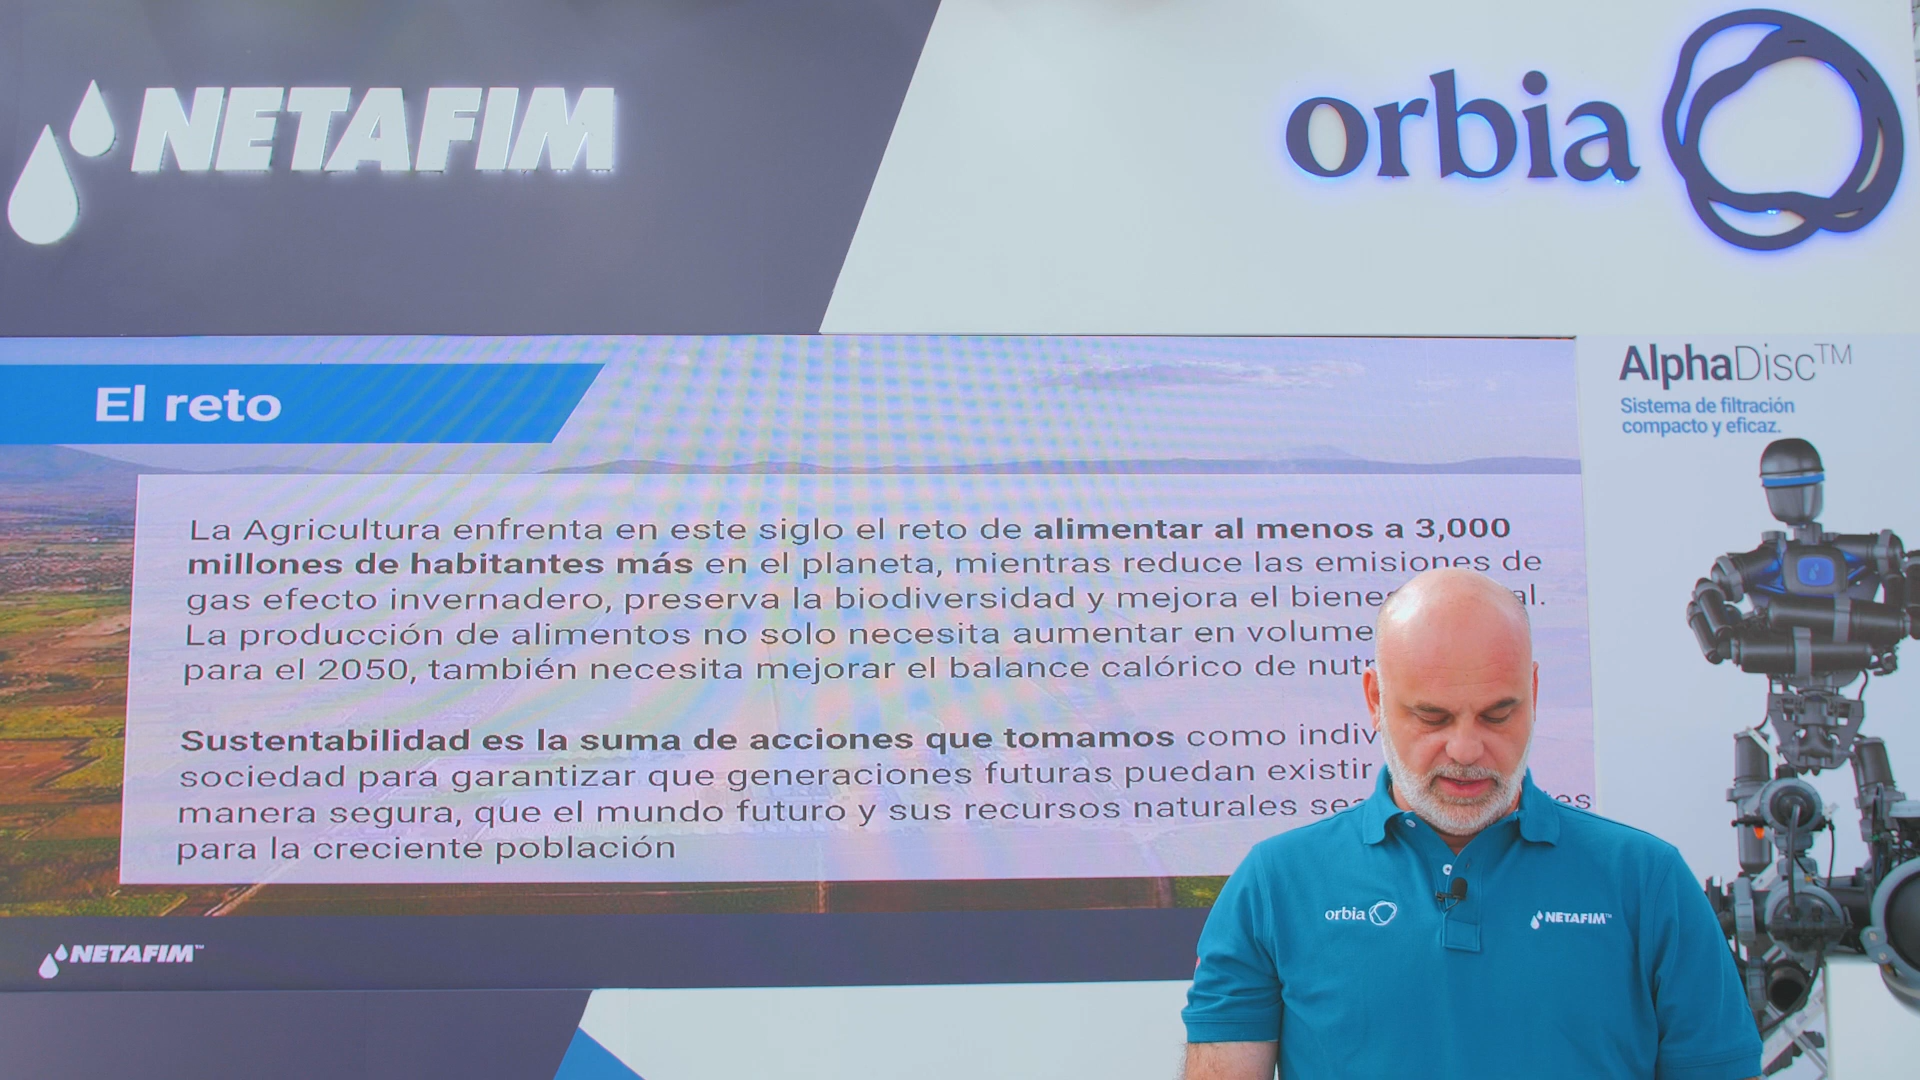 NETAFIM
orbia
El reto
La Agricultura enfrenta en este siglo el reto de alimentar al menos a 3,000
millones de habitantes más en el planeta, mientras reduce las emisiones de
gas efecto invernadero, preserva la biodiversidad y mejora el
La producción de alimentos no solo necesita aumentar en
para el 2050, también necesita mejorar el balance calórico de
Sustentabilidad es la suma de acciones que tomamos como
sociedad para garantizar que generaciones futuras puedan existir
manera segura, que el mundo futuro y sus recursos naturales
para la creciente población
NETAFIM™
AlphaDisc™
Sistema de filtración
compacto y eficaz.
orbia
NETAFIM™